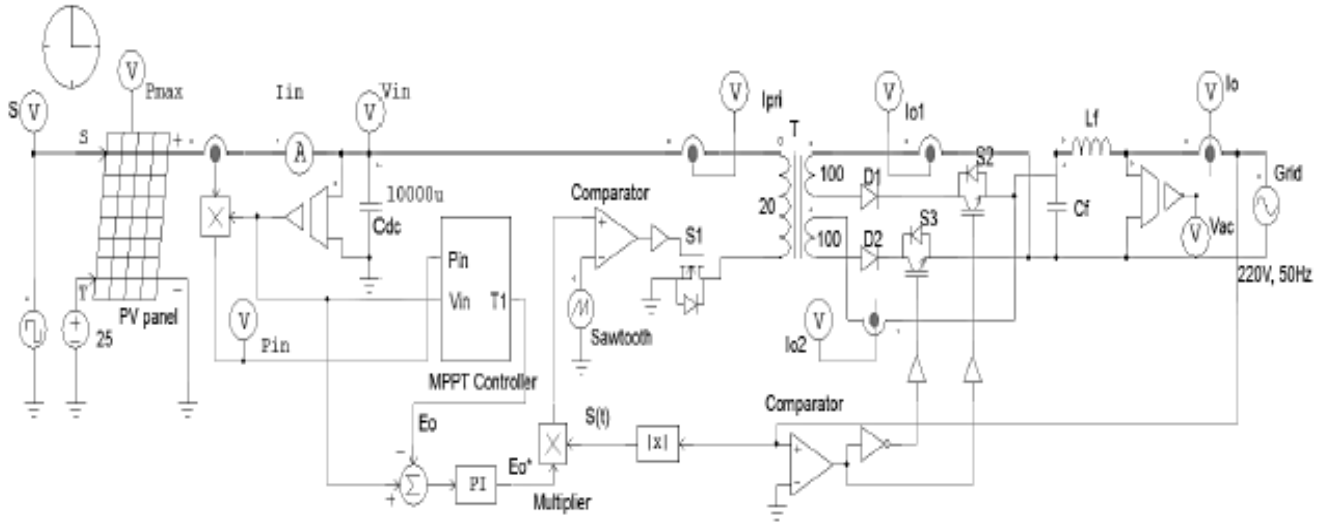 V
Pmax
Iin
Vin
S
V
V
V
Ipri
V
Io1
V
Io
S
+
A
T
Lf
S2
10000u
Cdc
Comparator
+
-
S1
20
100
100
D1
D2
S3
Cf
Grid
Vac
V
220V, 50Hz
X
Pin
Vin
T1
MPPT Controller
T
-
PV panel
25
V
Pin
Sawtooth
V
Io2
Comparator
Eo
-
+
Σ
PI
Eo*
X
Multiplier
S(t)
|x|
+
-